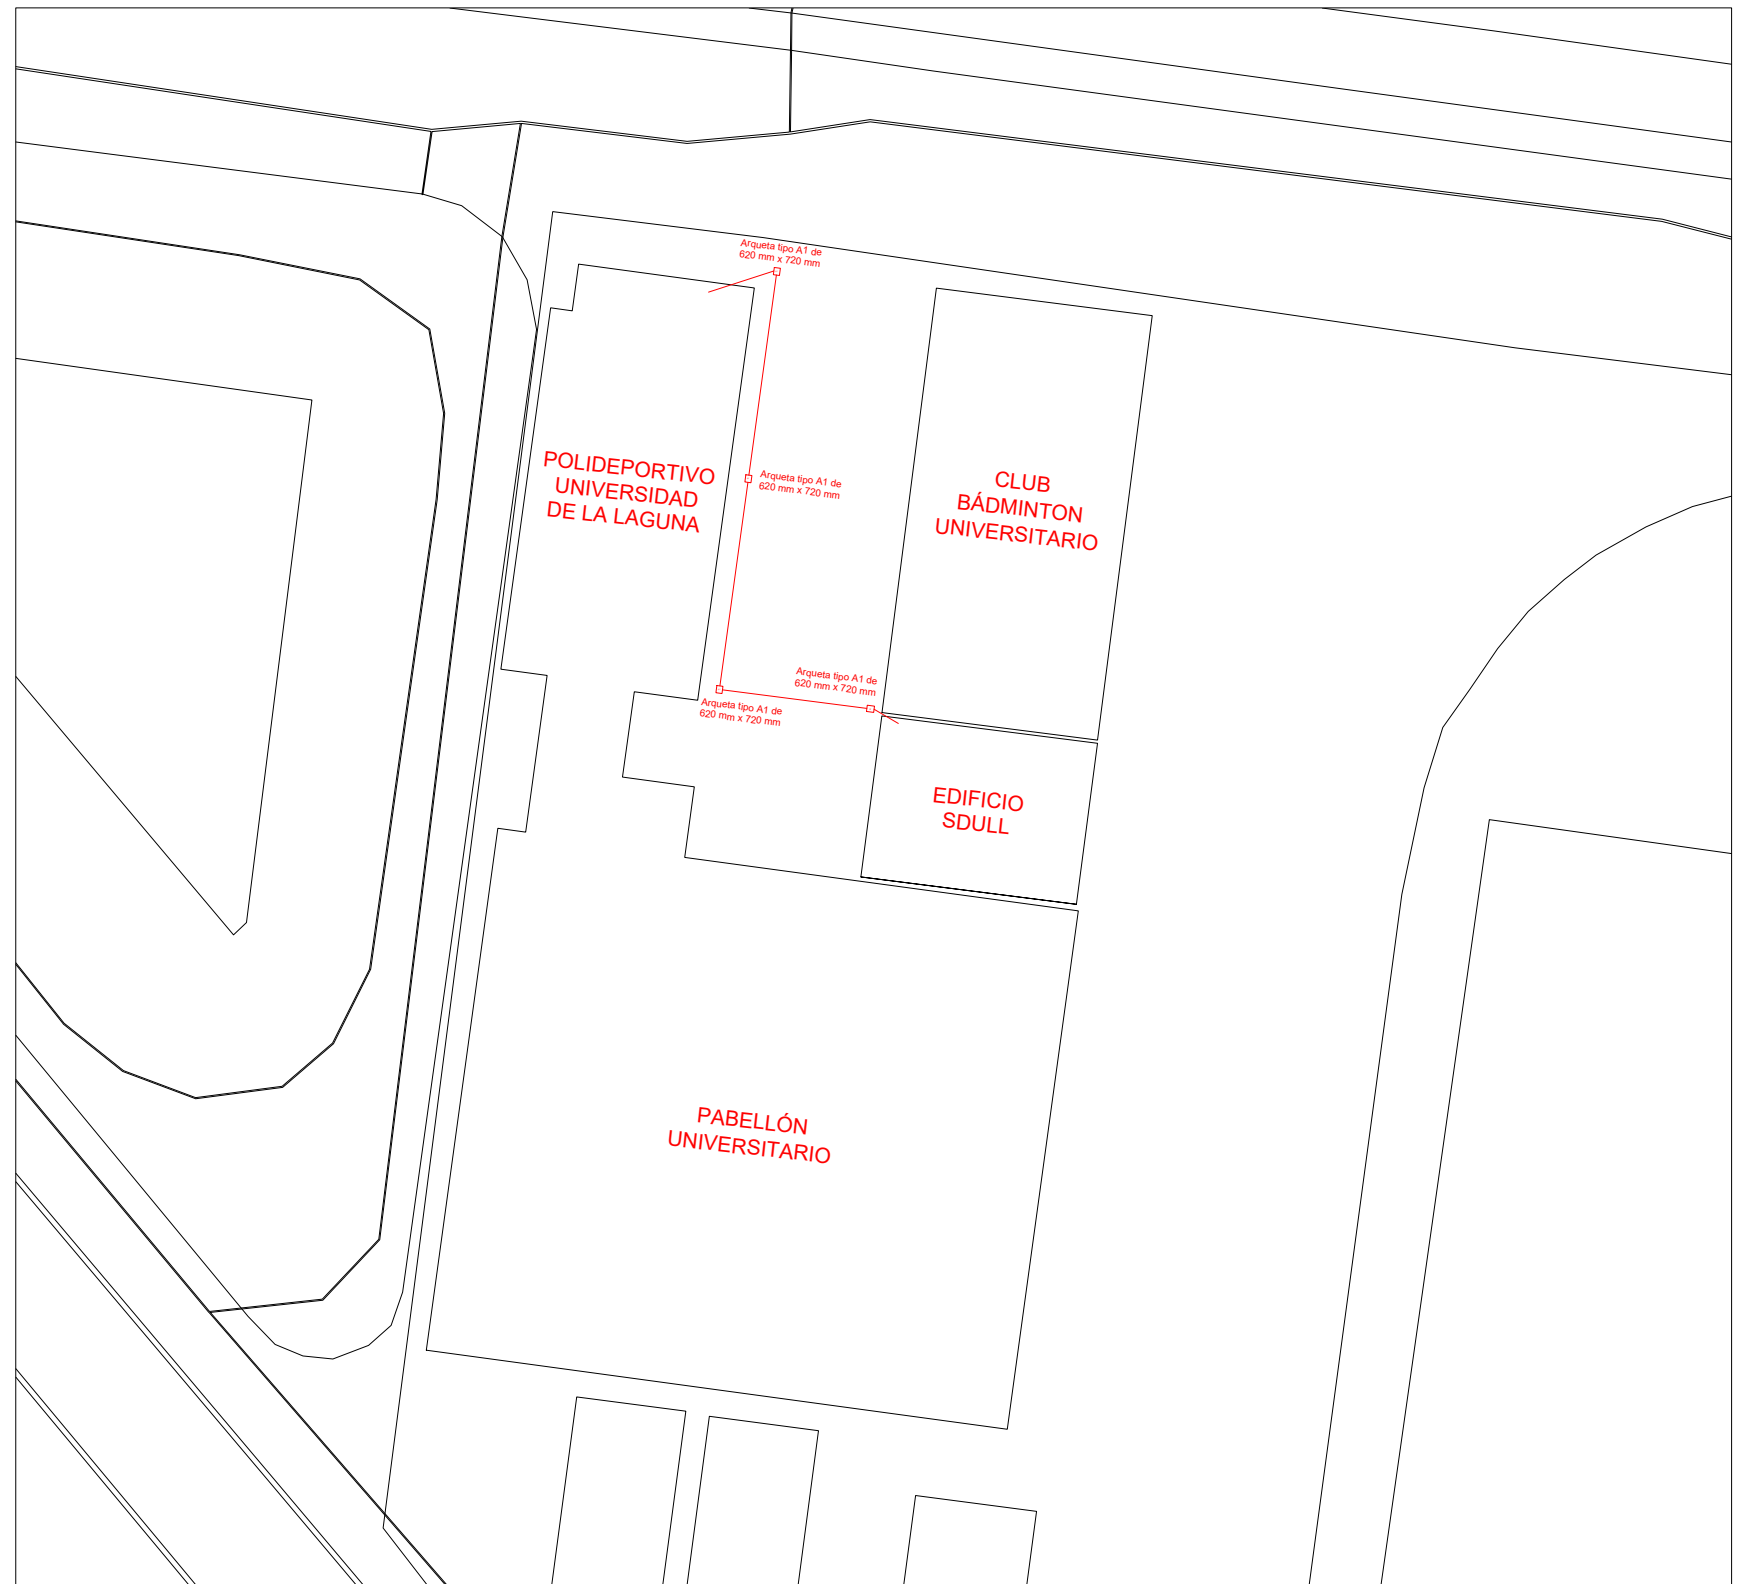 Arqueta tipo A1 de
620 mm x 720 mm
POLIDEPORTIVO
UNIVERSIDAD
DE LA LAGUNA
Arqueta tipo A1 de
620 mm x 720 mm
CLUB
BÁDMINTON
UNIVERSITARIO
Arqueta tipo A1 de
620 mm x 720 mm
Arqueta tipo A1 de
620 mm x 720 mm
EDIFICIO
SDULL
PABELLÓN
UNIVERSITARIO